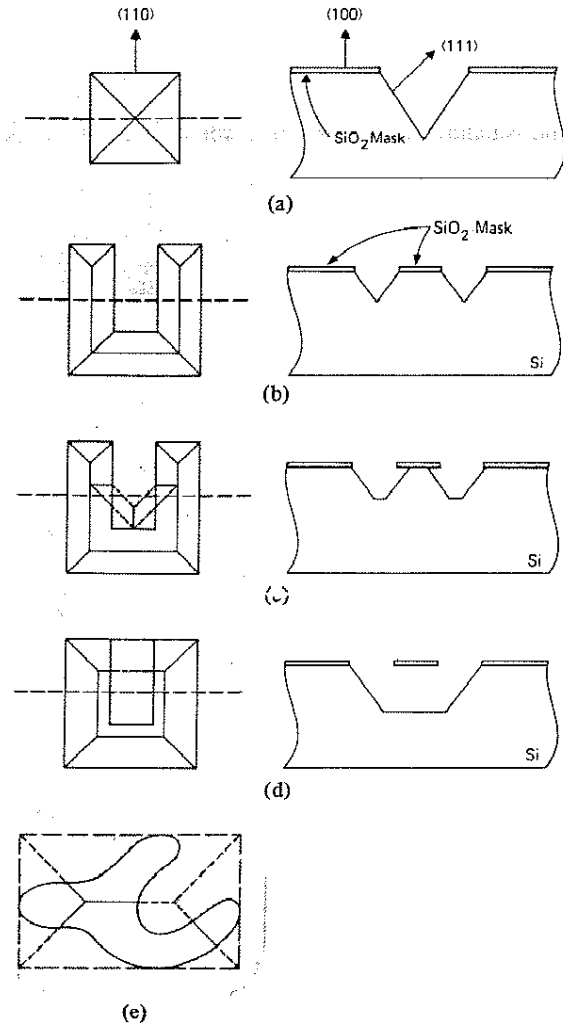 (110)
(100)
(111)
SiO2 Mask
(a)
SiO2 Mask
Si
(b)
Si
(c)
Si
(d)
(e)